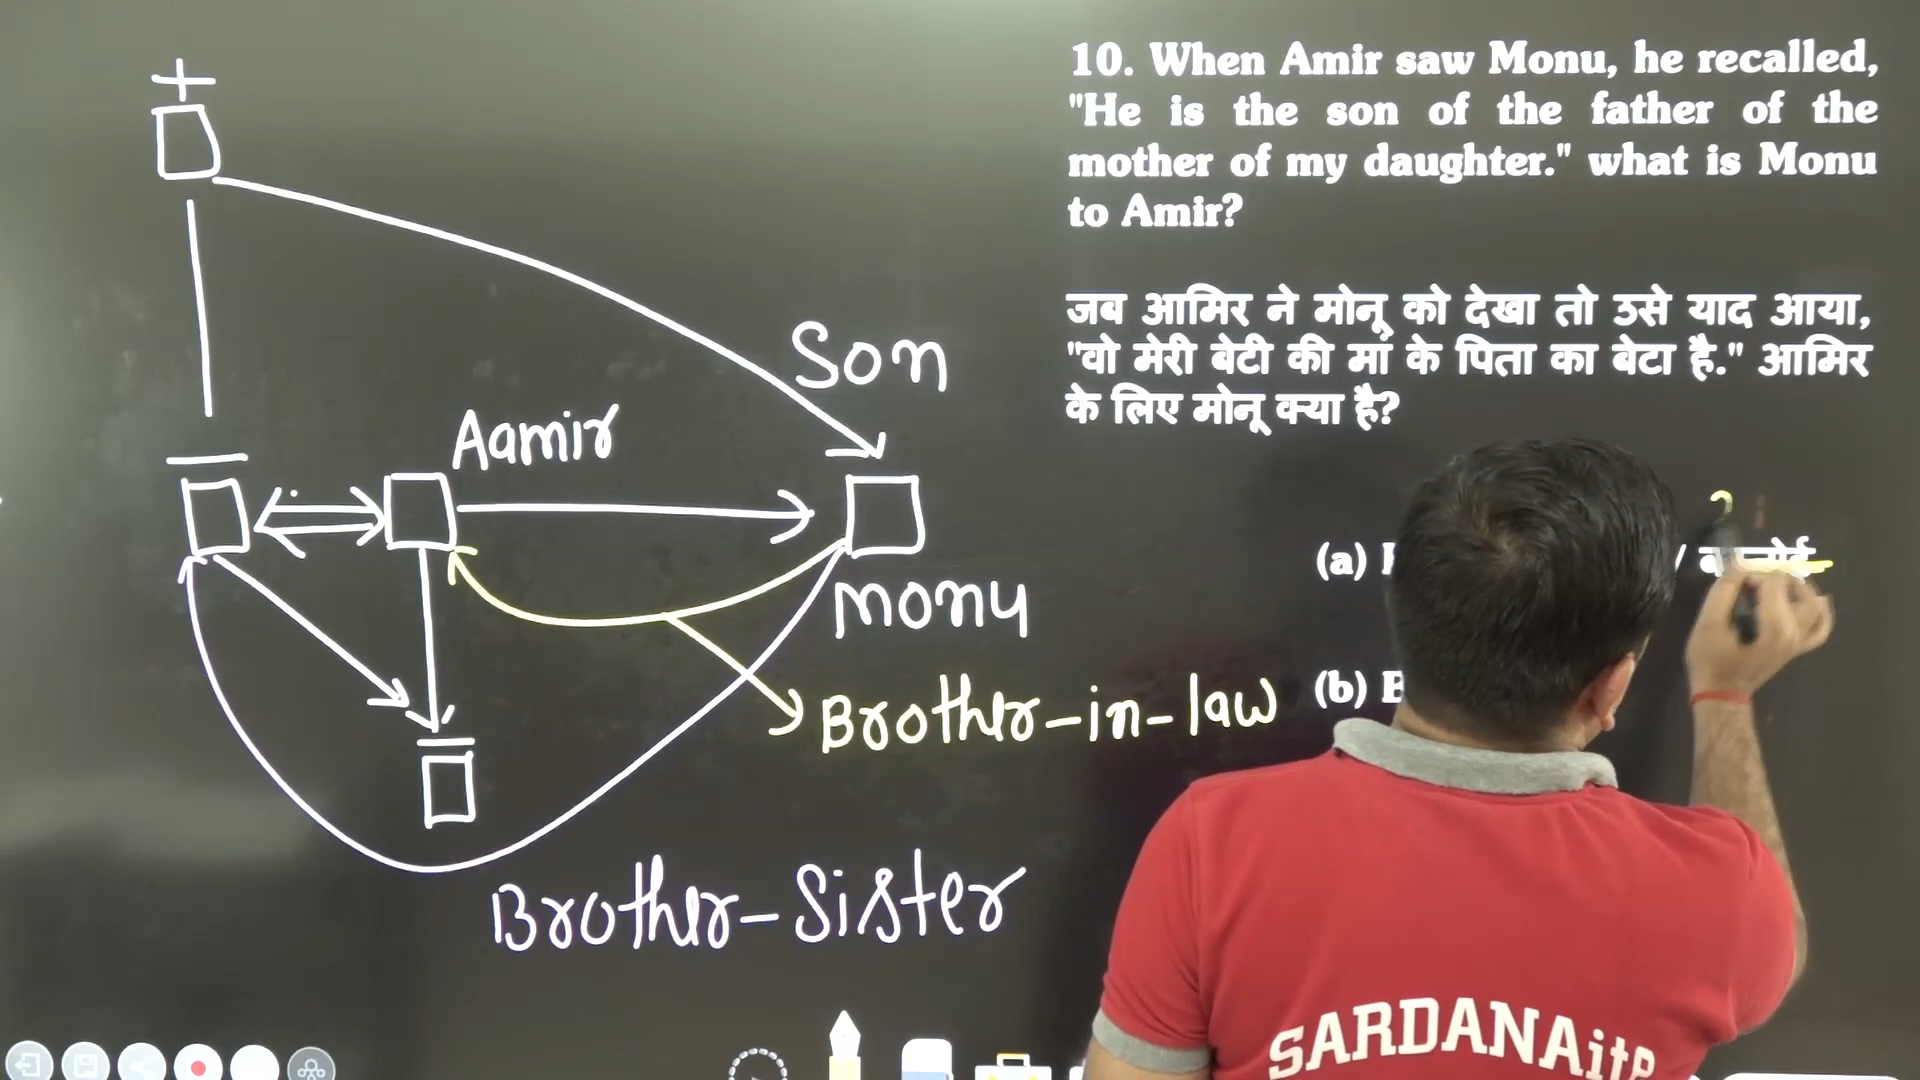 10. When Amir saw Monu, he recalled,
"He is the son of the father of the
mother of my daughter." what is Monu
to Amir?
जब आमिर ने मोनू को देखा तो उसे याद आया,
"वो मेरी बेटी की मां के पिता का बेटा है." आमिर
के लिए मोनू क्या है?
Son
Aamir
monu
(a)
(b)
Brother-in-law
Brother-Sister
SARDANAite